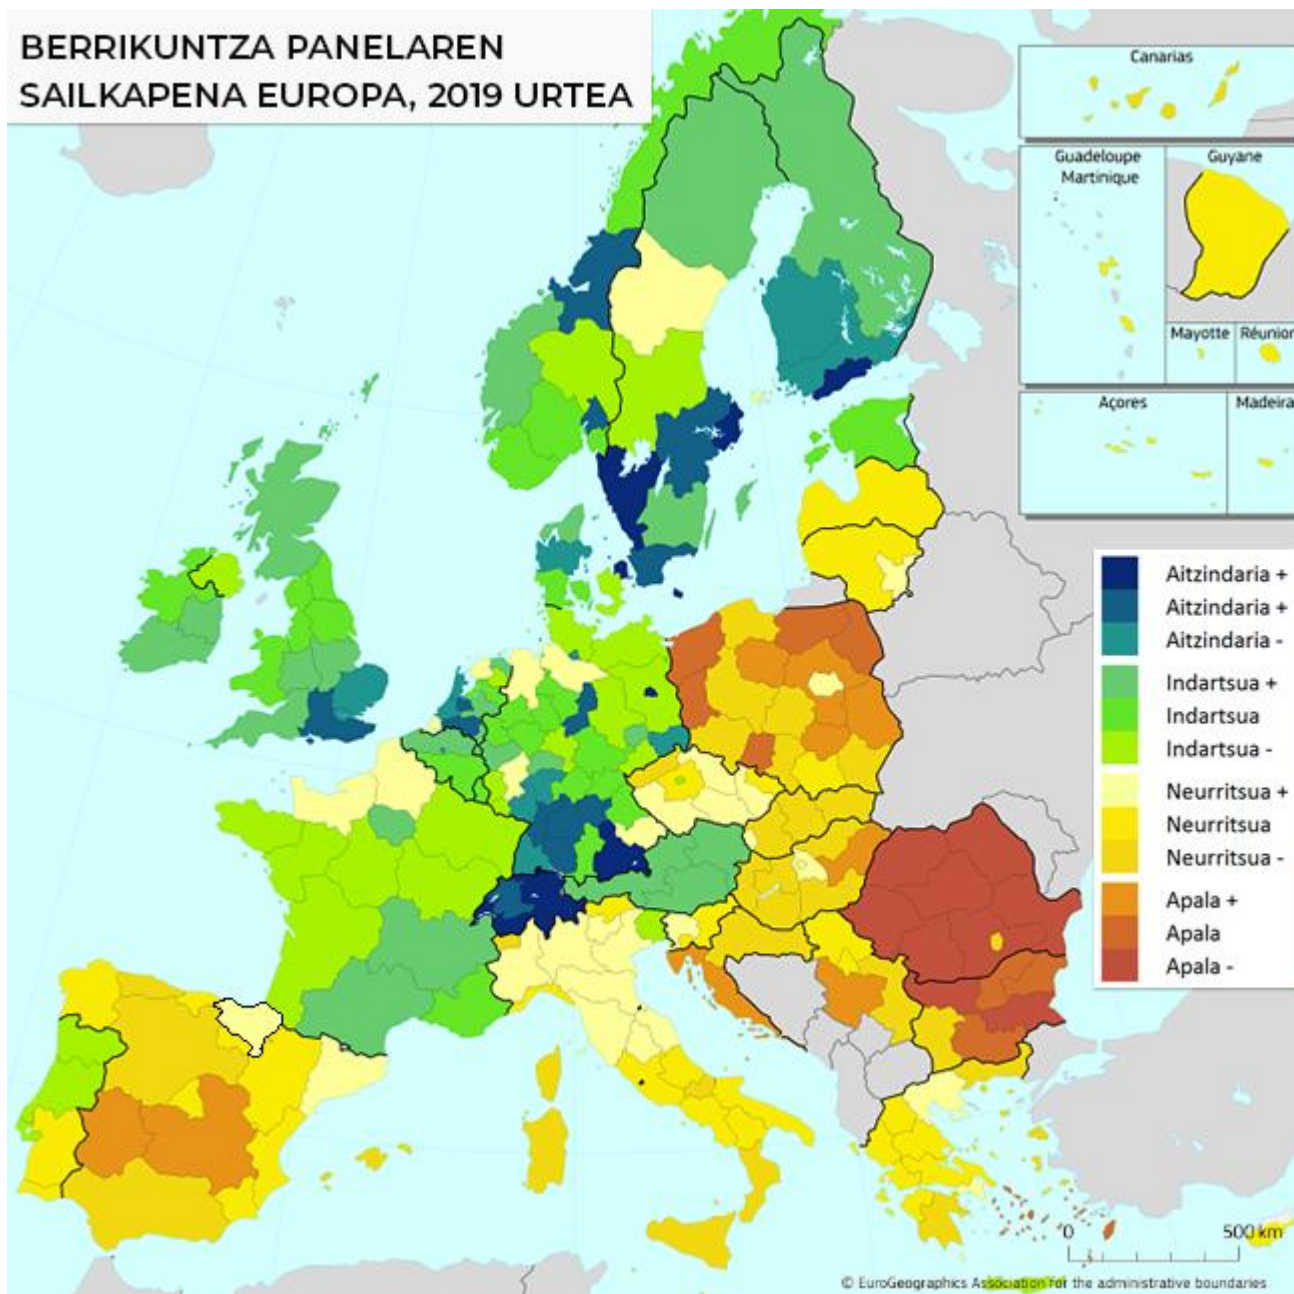 BERRIKUNTZA PANELAREN
SAILKAPENA EUROPA, 2019 URTEA
Canarias
Guadeloupe
Martinique
Guyane
Mayotte
Réunion
Açores
Madeira
Aitzindaria +
Aitzindaria +
Aitzindaria -
Indartsua +
Indartsua
Indartsua -
Neurritsua +
Neurritsua
Neurritsua -
Apala +
Apala
Apala -
0 500 km
© EuroGeographics Association for the administrative boundaries